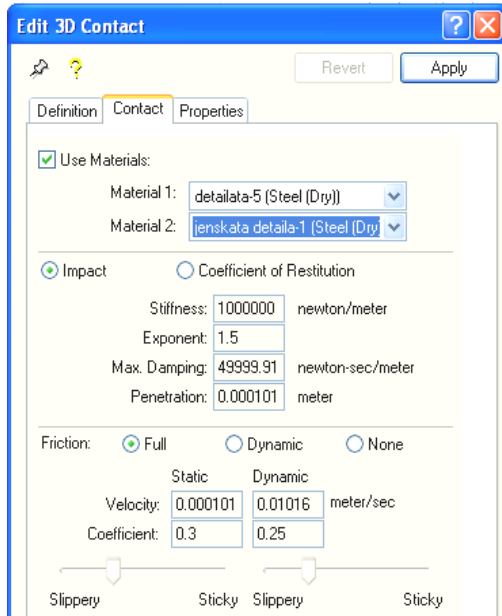 Edit 3D Contact
Revert Apply
Definition Contact Properties
Use Materials:
Material 1: detailata-5 (Steel (Dry))
Material 2: jenskata detaila-1 (Steel (Dry
Impact Coefficient of Restitution
Stiffness: 1000000 newton/meter
Exponent: 1.5
Max. Damping: 49999.91 newton-sec/meter
Penetration: 0.000101 meter
Friction: Full Dynamic None
Static Dynamic
Velocity: 0.000101 0.01016 meter/sec
Coefficient: 0.3 0.25
Slippery Sticky Slippery Sticky